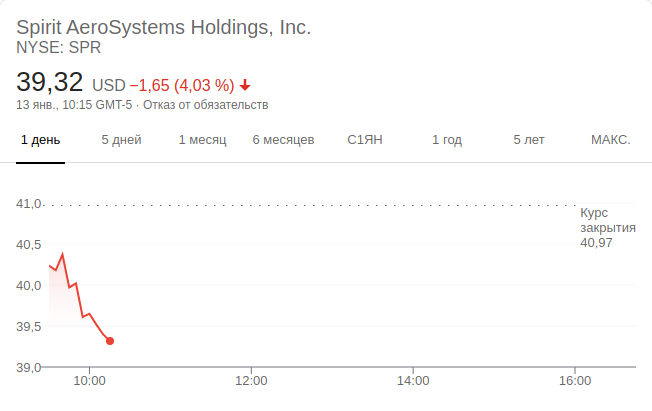 Spirit AeroSystems Holdings, Inc.
NYSE: SPR
39,32 USD −1,65 (4,03 %)
13 янв., 10:15 GMT-5 · Отказ от обязательств
1 день 5 дней 1 месяц 6 месяцев С1ЯН 1 год 5 лет МАКС.
41,0
Курс
закрытия
40,97
40,5
40,0
39,5
39,0
10:00 12:00 14:00 16:00